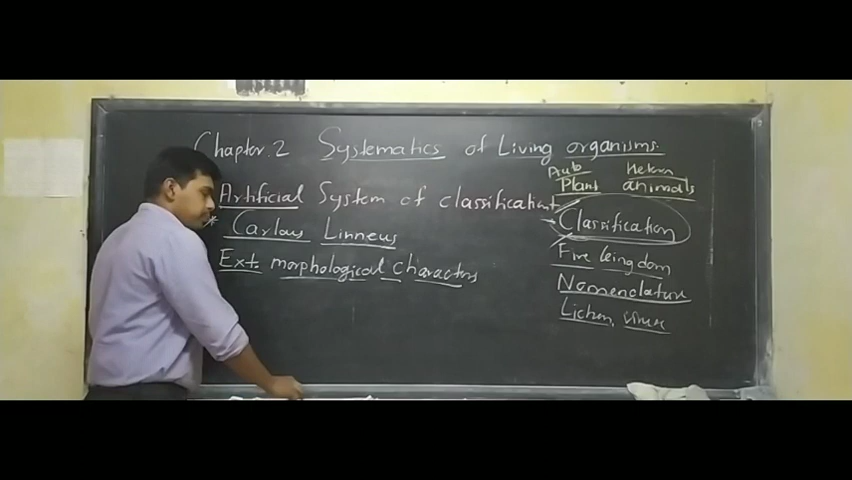 Chapter.2 Systematics of Living organisms.
Artificial System of classification
* Carlous Linneus
Ext. morphological characters
Auto Hetero
Plant animals
Classification
Five kingdom
Nomenclature
Lichen, virus